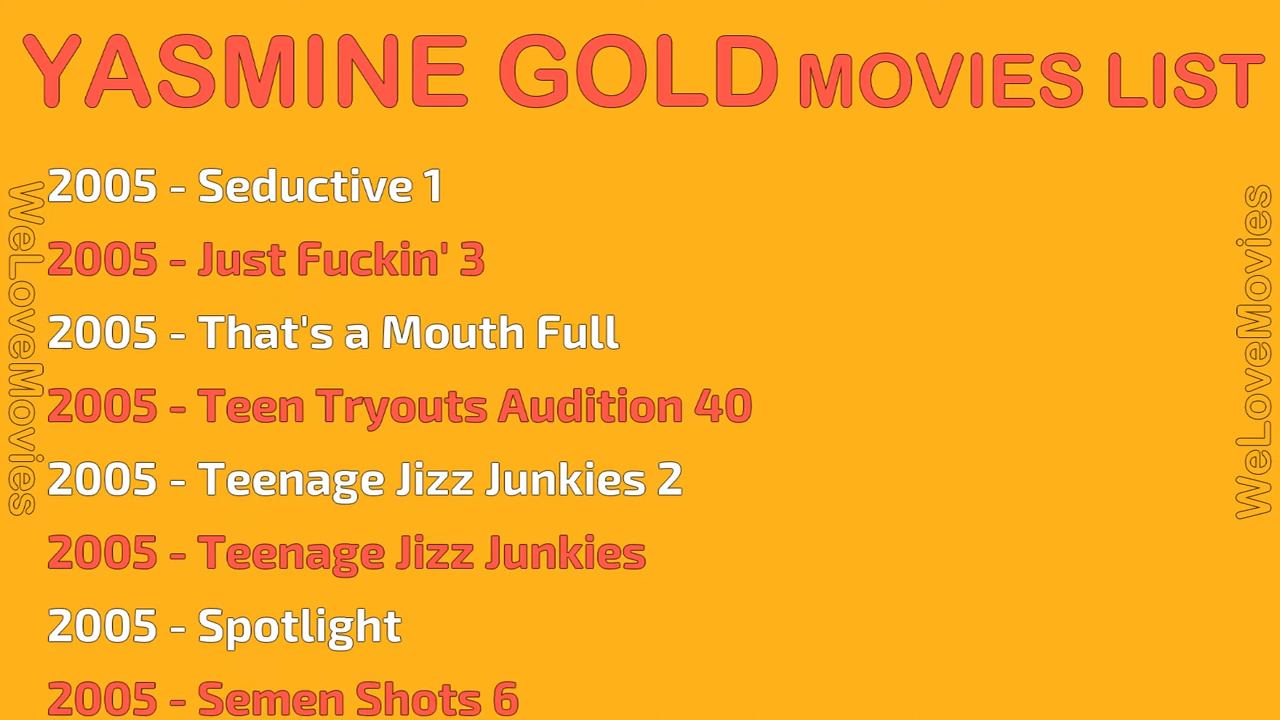 YASMINE GOLD MOVIES LIST
2005 - Seductive 1
2005 - Just Fuckin' 3
2005 - That's a Mouth Full
2005 - Teen Tryouts Audition 40
2005 - Teenage Jizz Junkies 2
2005 - Teenage Jizz Junkies
2005 - Spotlight
2005 - Semen Shots 6
WeLoveMovies
WeLoveMovies